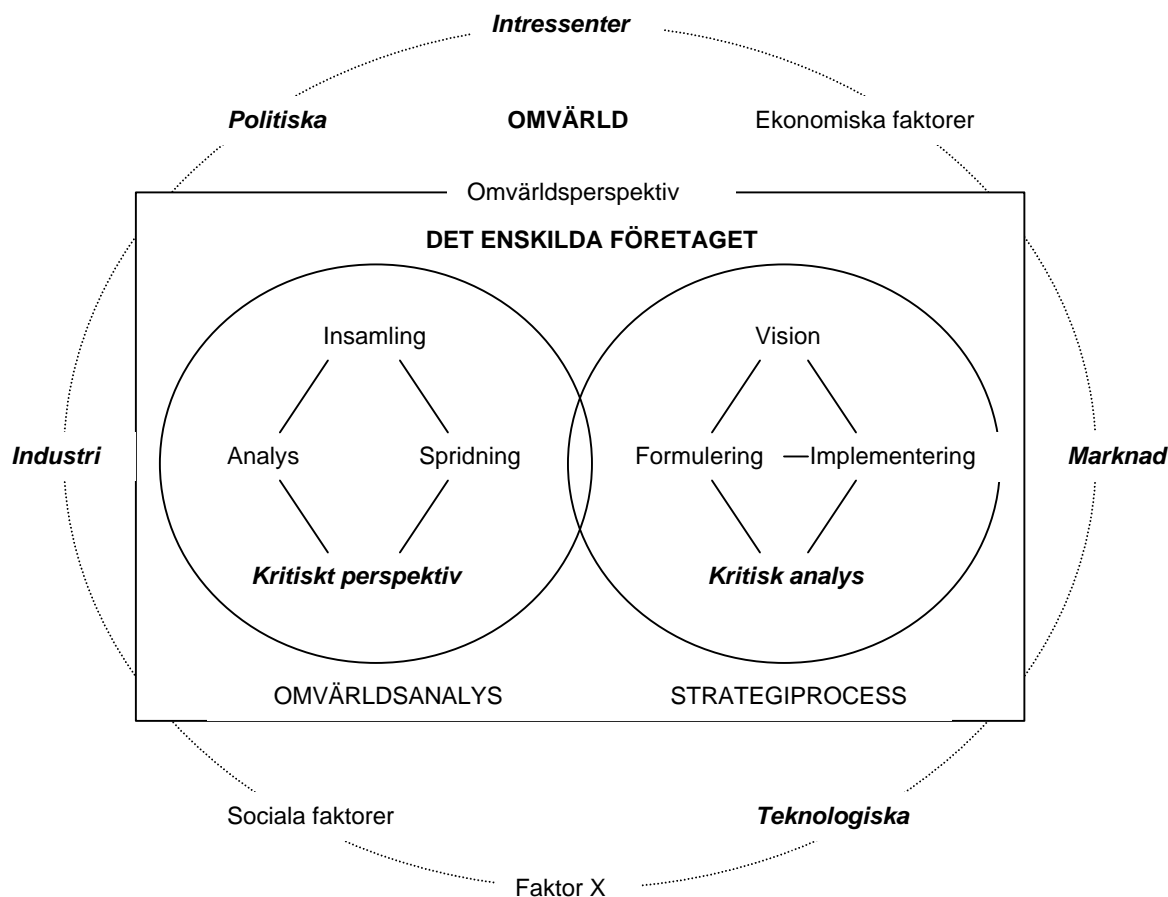 Intressenter
Politiska OMVÄRLD Ekonomiska faktorer
Omvärldsperspektiv
DET ENSKILDA FÖRETAGET
Insamling Vision
Industri Analys Spridning Formulering Implementering Marknad
Kritiskt perspektiv Kritisk analys
OMVÄRLDSANALYS STRATEGIPROCESS
Sociala faktorer Teknologiska
Faktor X